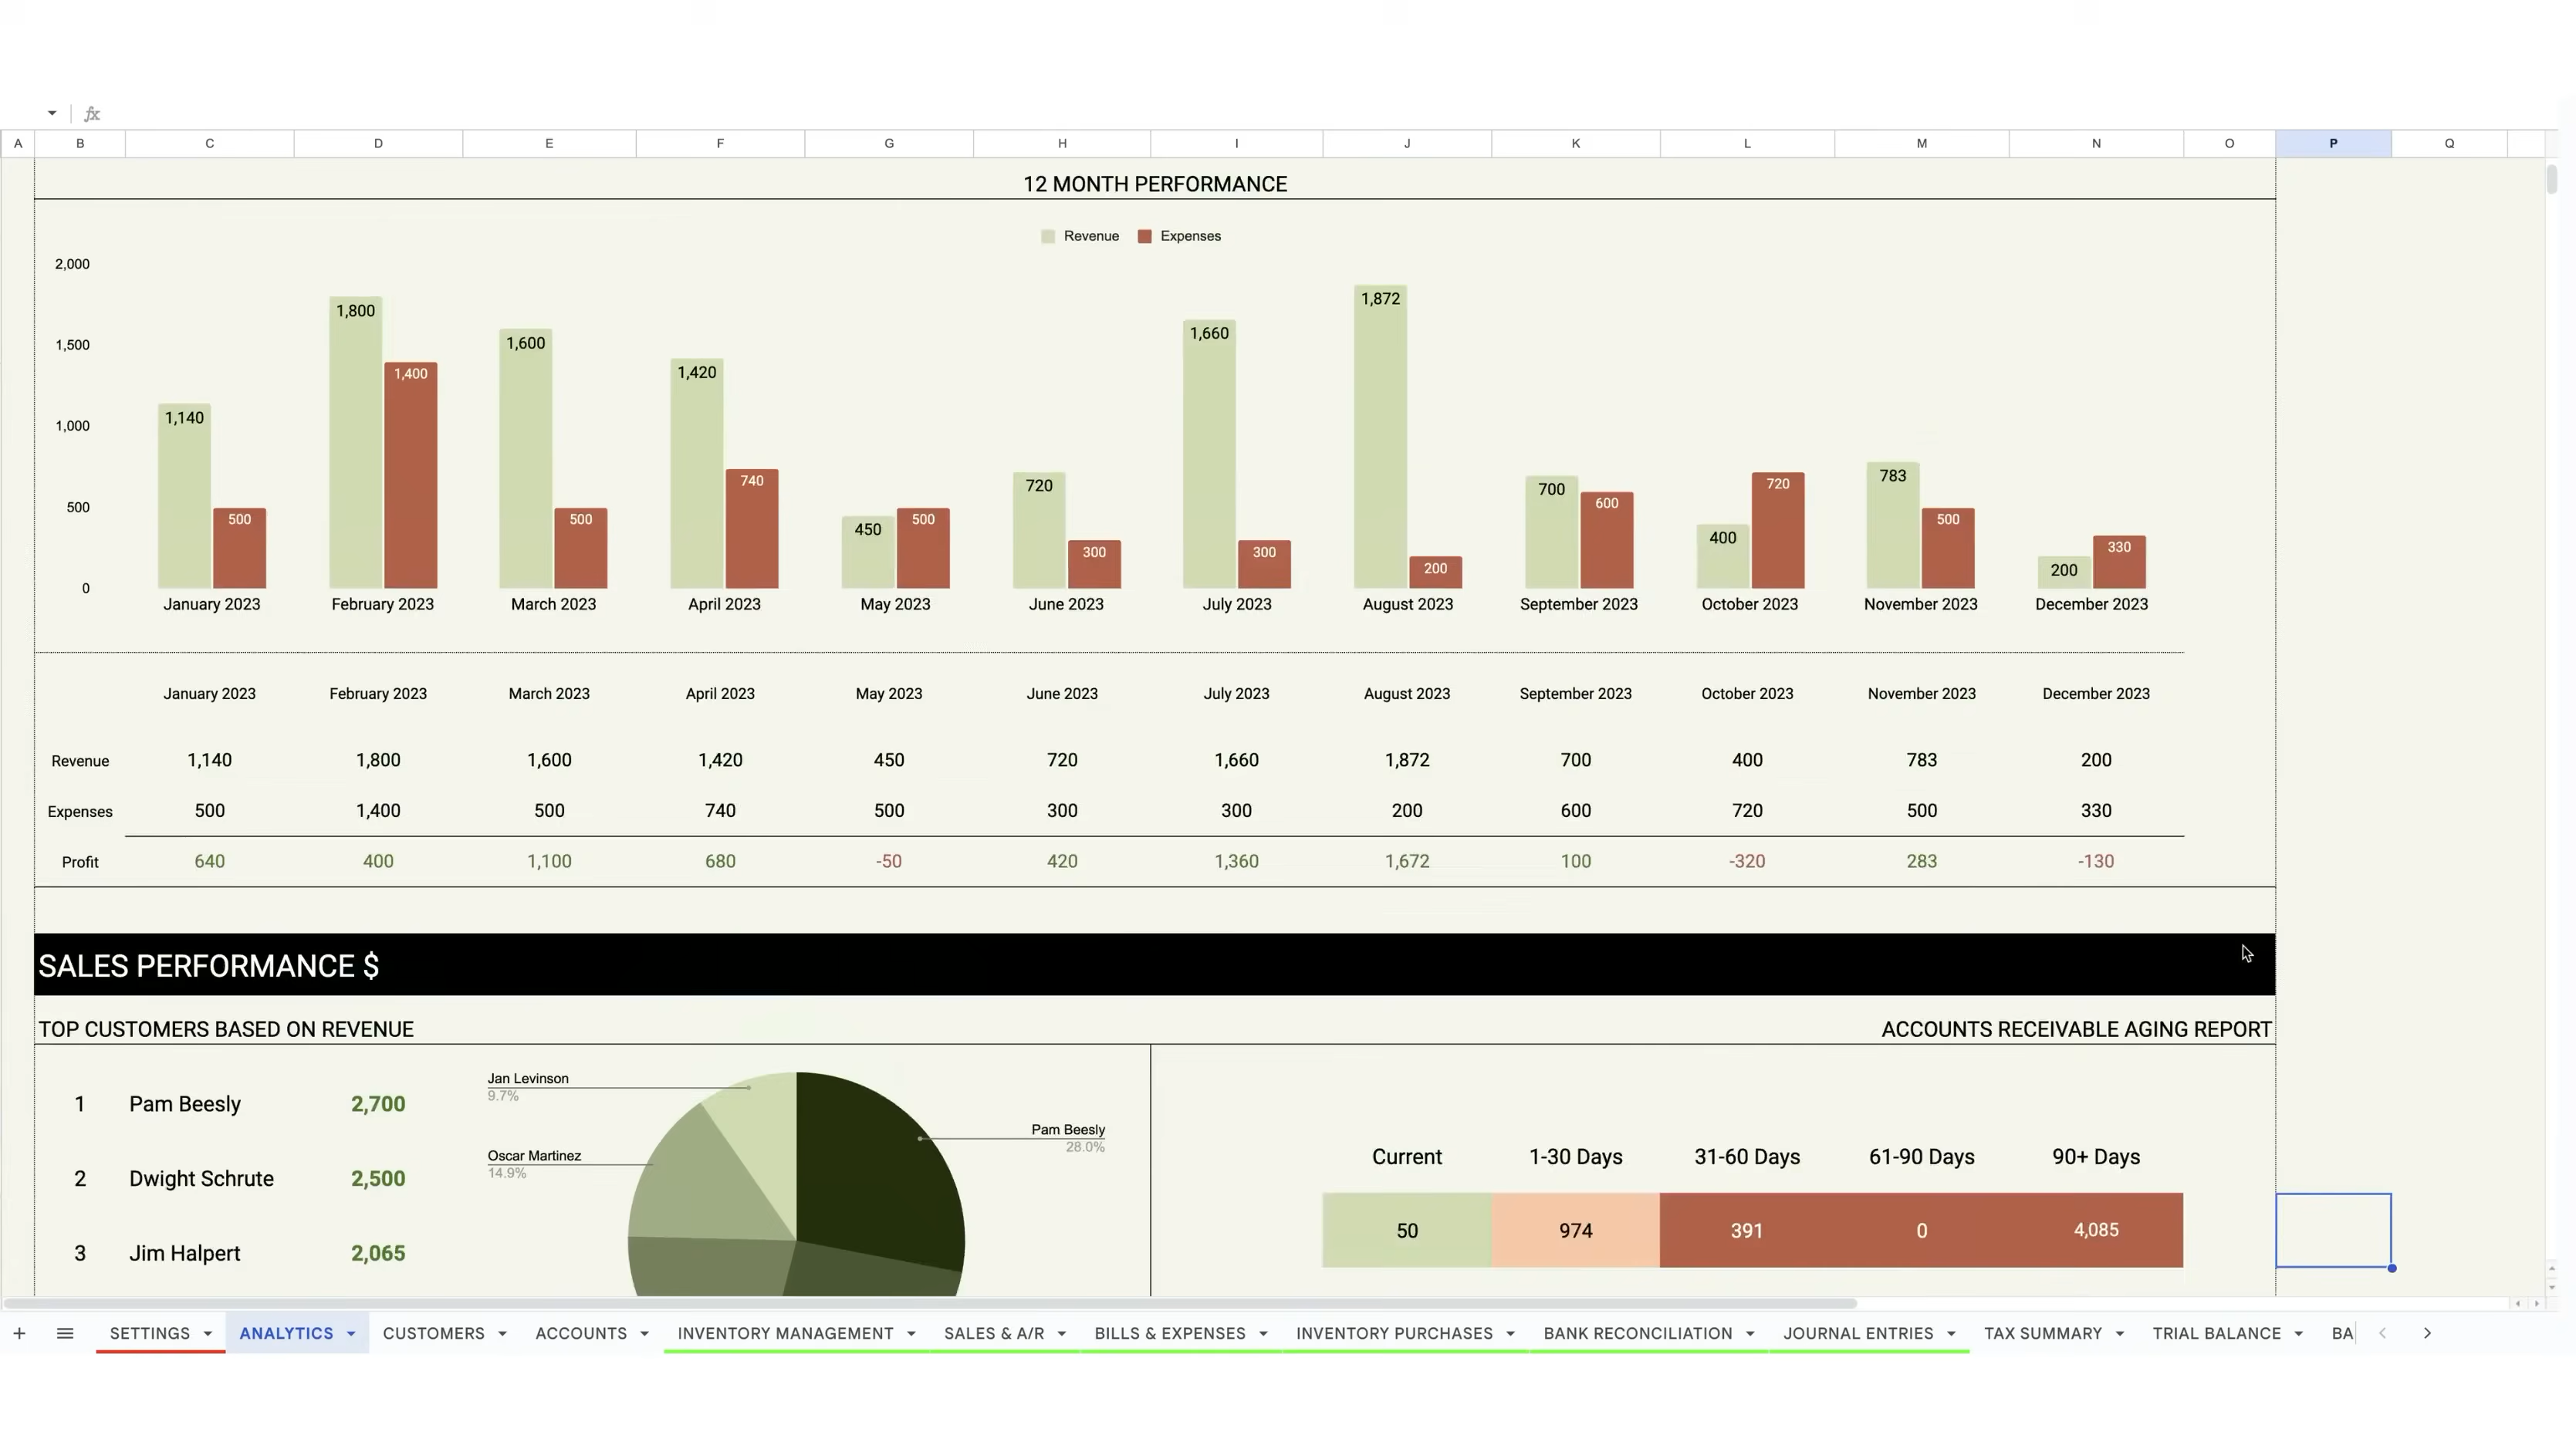 fx
A B C D E F G H I J K L M N O P Q
12 MONTH PERFORMANCE
Revenue Expenses
2,000
1,500
1,000
500
0
1,140 500 1,800 1,400 1,600 500 1,420 740 450 500 720 300 1,660 300 1,872 200 700 600 400 720 783 500 200 330
January 2023 February 2023 March 2023 April 2023 May 2023 June 2023 July 2023 August 2023 September 2023 October 2023 November 2023 December 2023
January 2023 February 2023 March 2023 April 2023 May 2023 June 2023 July 2023 August 2023 September 2023 October 2023 November 2023 December 2023
Revenue 1,140 1,800 1,600 1,420 450 720 1,660 1,872 700 400 783 200
Expenses 500 1,400 500 740 500 300 300 200 600 720 500 330
Profit 640 400 1,100 680 -50 420 1,360 1,672 100 -320 283 -130
SALES PERFORMANCE $
TOP CUSTOMERS BASED ON REVENUE
1 Pam Beesly 2,700
2 Dwight Schrute 2,500
3 Jim Halpert 2,065
Jan Levinson
9.7%
Oscar Martinez
14.9%
Pam Beesly
28.0%
ACCOUNTS RECEIVABLE AGING REPORT
Current 1-30 Days 31-60 Days 61-90 Days 90+ Days
50 974 391 0 4,085
SETTINGS ANALYTICS CUSTOMERS ACCOUNTS INVENTORY MANAGEMENT SALES & A/R BILLS & EXPENSES INVENTORY PURCHASES BANK RECONCILIATION JOURNAL ENTRIES TAX SUMMARY TRIAL BALANCE BA